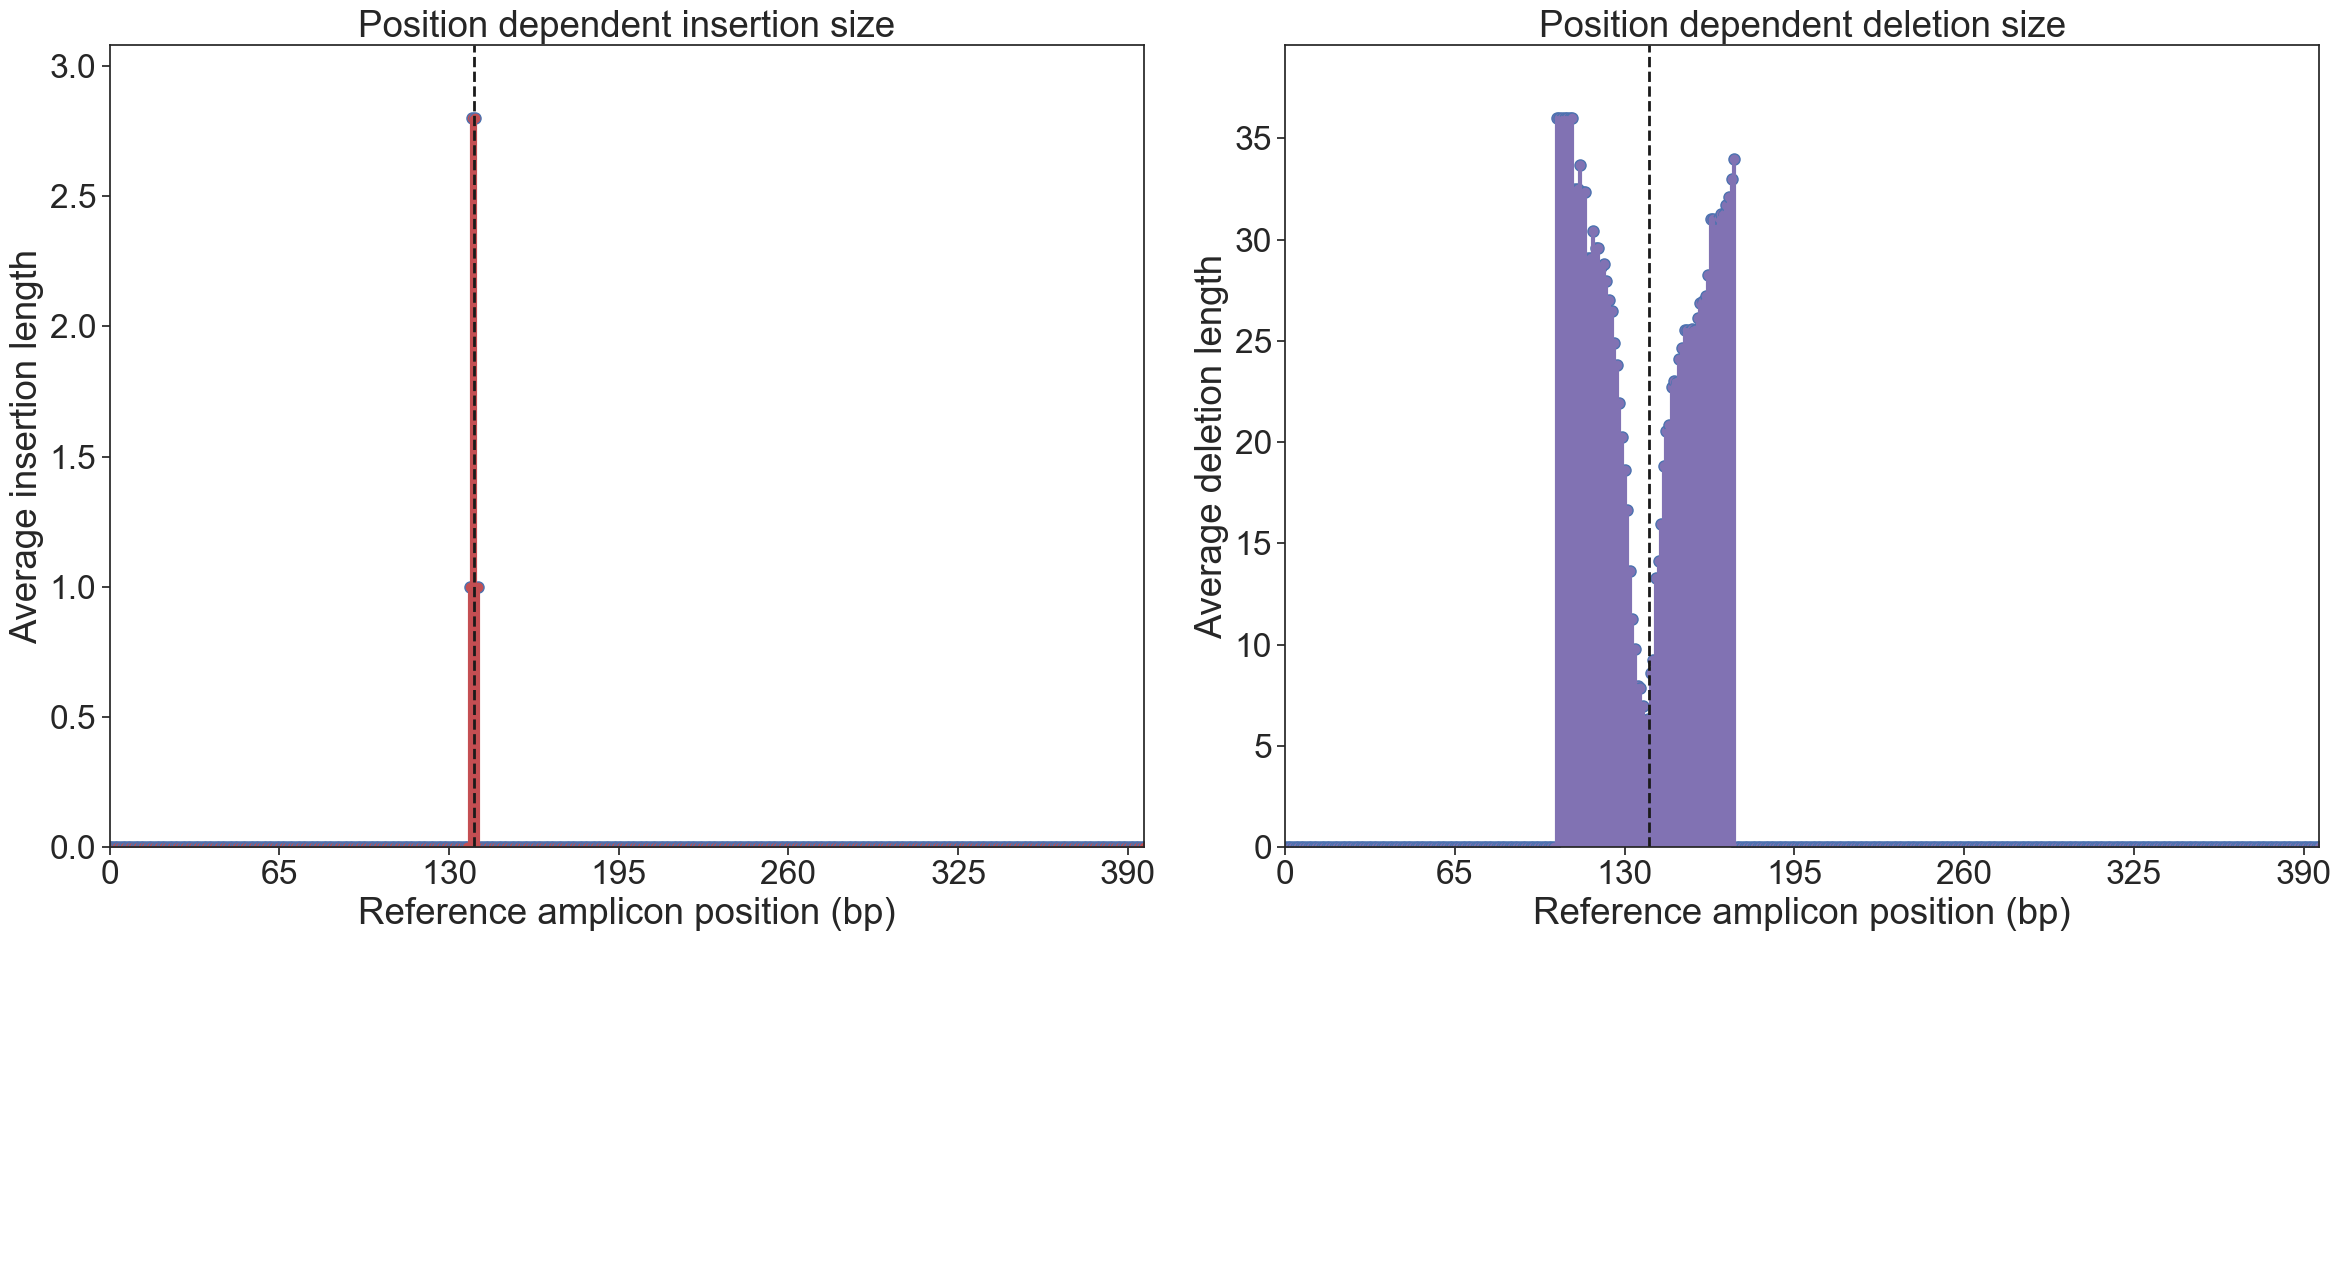 Position dependent insertion size
3.0
2.5
2.0
1.5
1.0
0.5
0.0
Average insertion length
0 65 130 195 260 325 390
Reference amplicon position (bp)
Position dependent deletion size
35
30
25
20
15
10
5
0
Average deletion length
0 65 130 195 260 325 390
Reference amplicon position (bp)